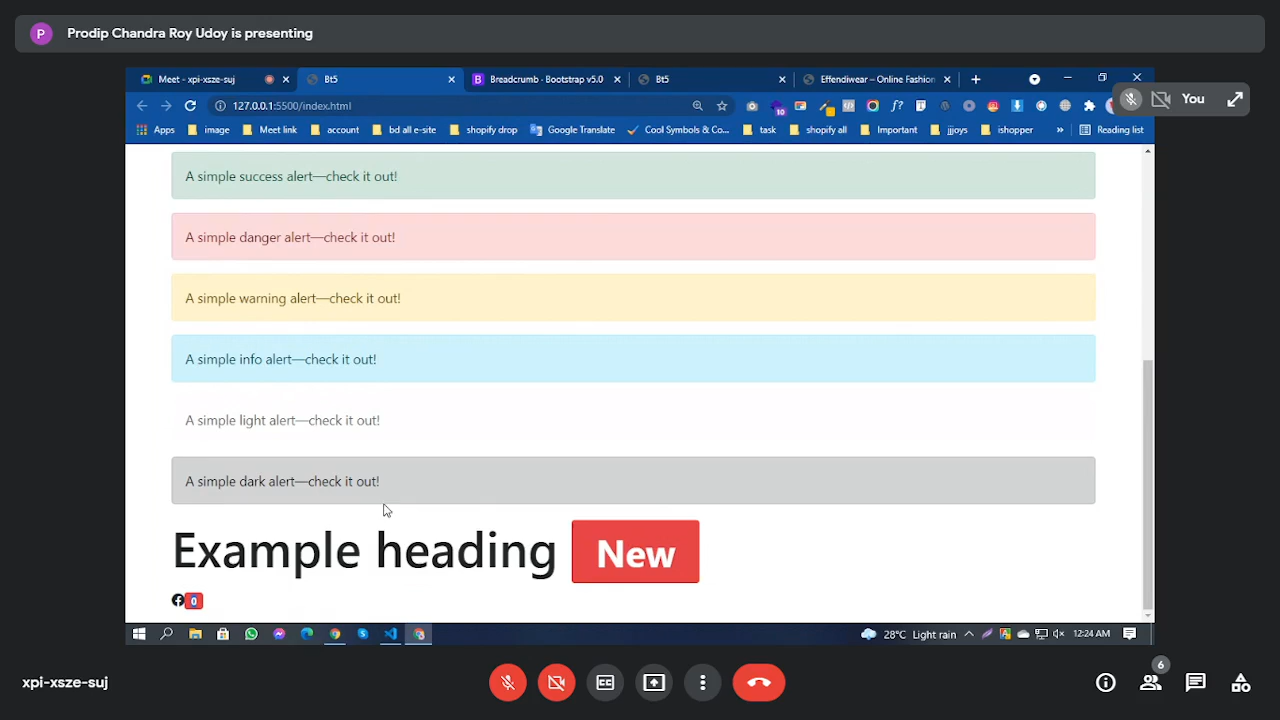 P Prodip Chandra Roy Udoy is presenting
Meet - xpi-xsze-suj
Bt5
Breadcrumb · Bootstrap v5.0
Bt5
Effendiwear – Online Fashion
127.0.0.1:5500/index.html
10
You
Apps
image
Meet link
account
bd all e-site
shopify drop
Google Translate
Cool Symbols & Co...
task
shopify all
Important
jjjoys
ishopper
»
Reading list
A simple success alert—check it out!
A simple danger alert—check it out!
A simple warning alert—check it out!
A simple info alert—check it out!
A simple light alert—check it out!
A simple dark alert—check it out!
Example heading New
0
28°C Light rain
12:24 AM
xpi-xsze-suj
CC
6